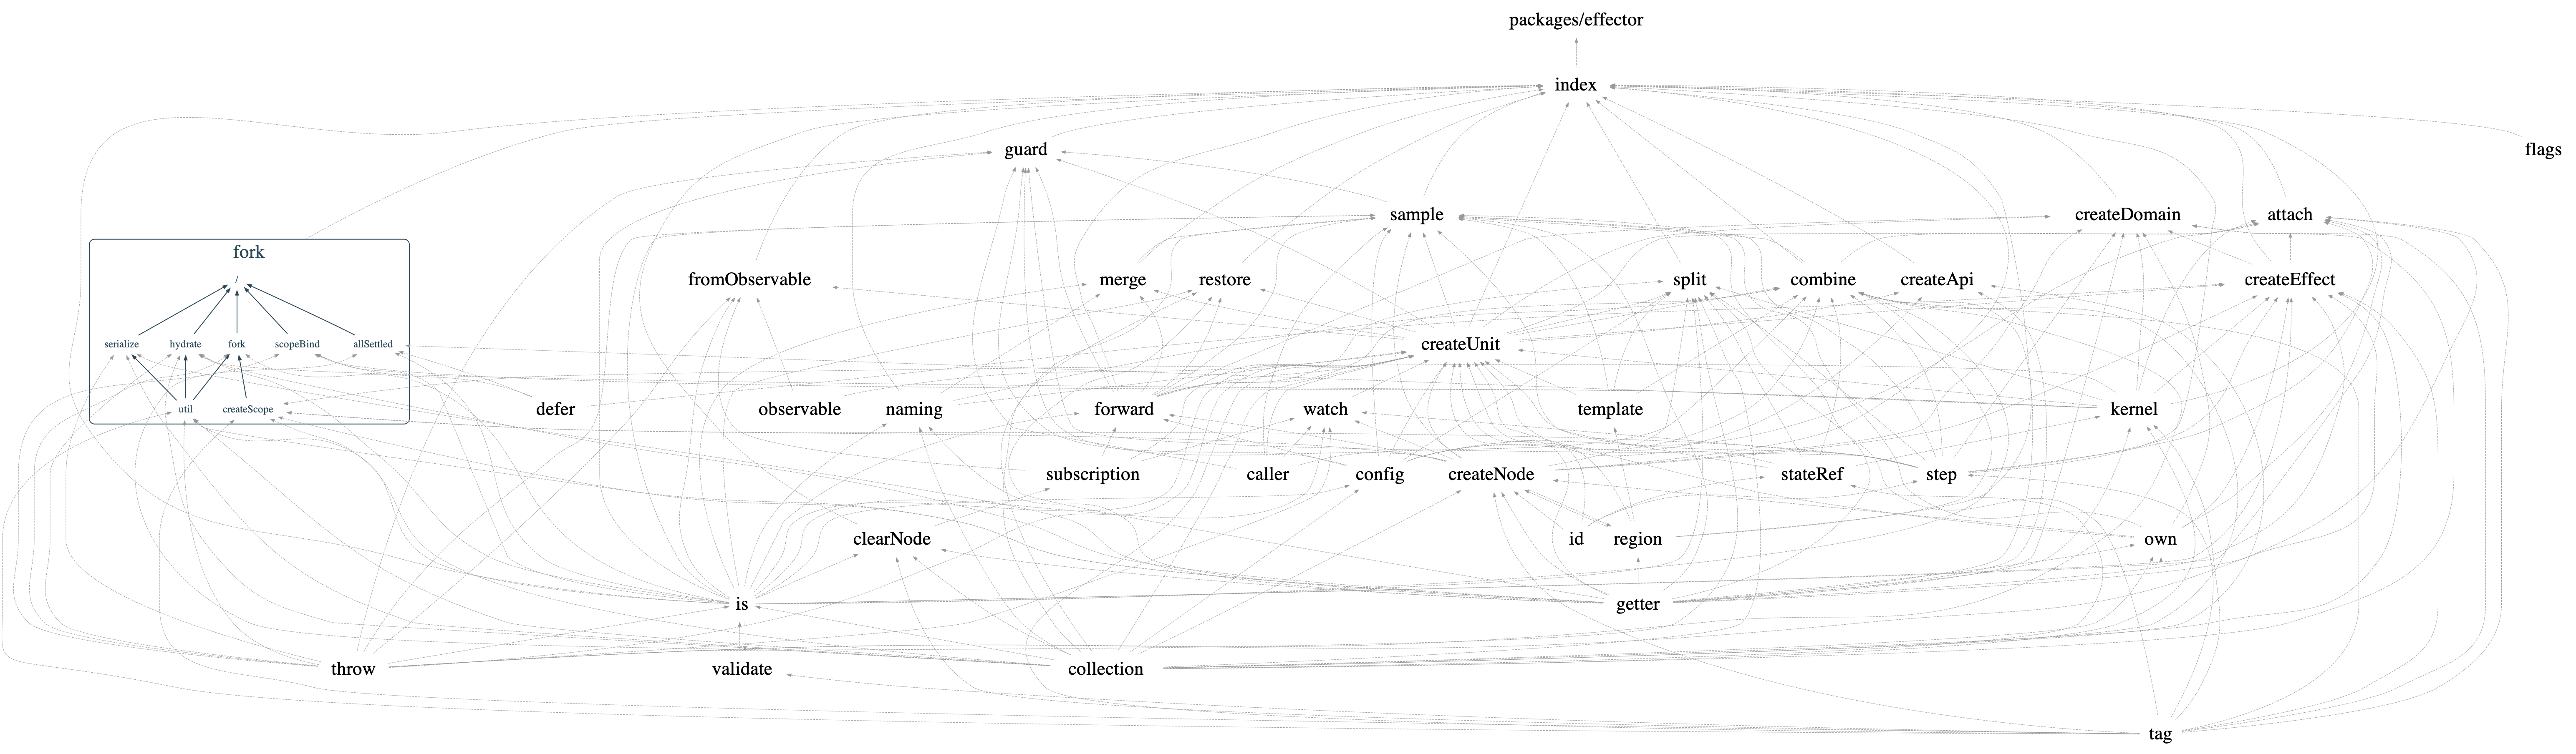 packages/effector
index
guard
flags
sample
createDomain
attach
fork
/
fromObservable
merge
restore
split
combine
createApi
createEffect
serialize
hydrate
fork
scopeBind
allSettled
createUnit
util
createScope
defer
observable
naming
forward
watch
template
kernel
subscription
caller
config
createNode
stateRef
step
clearNode
id
region
own
is
getter
throw
validate
collection
tag